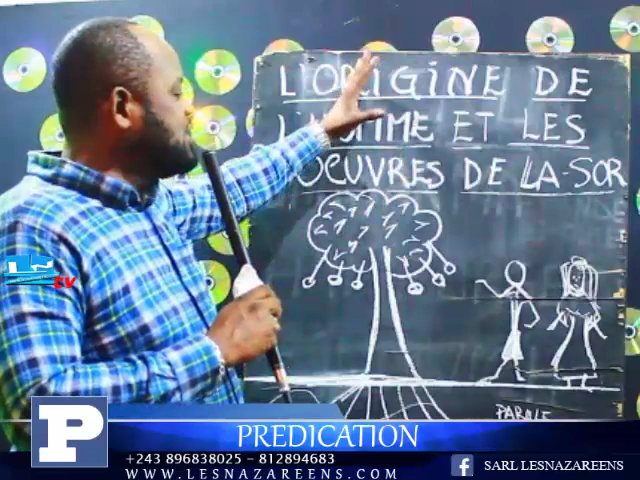 L'ORIGINE DE
L'HOMME ET LES
OEUVRES DE LA-SOR
PAROLE
TV
P
PREDICATION
+243 896838025 - 812894683
WWW.LESNAZAREENS.COM
f SARL LESNAZAREENS